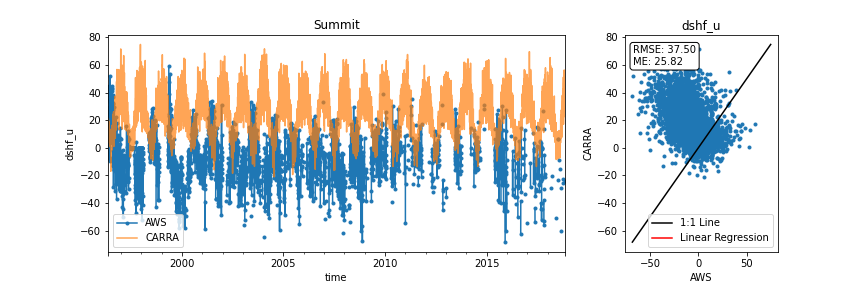 Summit
80
60
40
20
0
−20
−40
−60
dshf_u
2000
2005
2010
2015
time
AWS
CARRA
dshf_u
RMSE: 37.50
ME: 25.82
80
60
40
20
0
−20
−40
−60
CARRA
−50
0
50
AWS
1:1 Line
Linear Regression